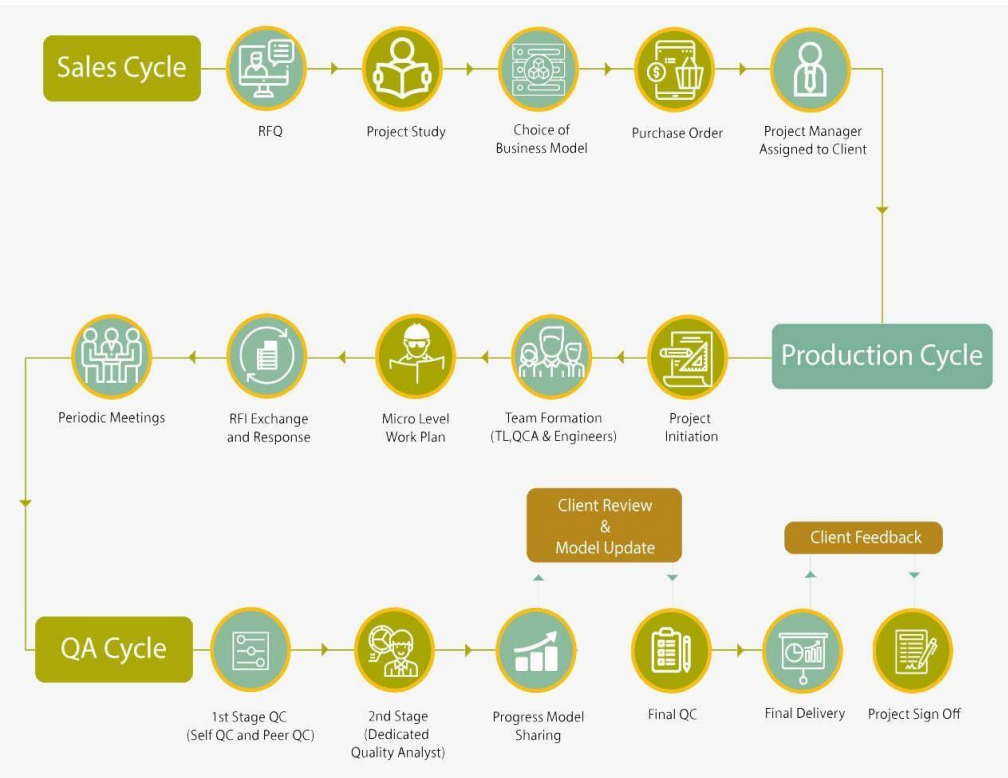 Sales Cycle
RFQ
Project Study
Choice of
Business Model
Purchase Order
Project Manager
Assigned to Client
Production Cycle
Project
Initiation
Team Formation
(TL,QCA & Engineers)
Micro Level
Work Plan
RFI Exchange
and Response
Periodic Meetings
QA Cycle
1st Stage QC
(Self QC and Peer QC)
2nd Stage
(Dedicated
Quality Analyst)
Progress Model
Sharing
Client Review
&
Model Update
Final QC
Final Delivery
Client Feedback
Project Sign Off